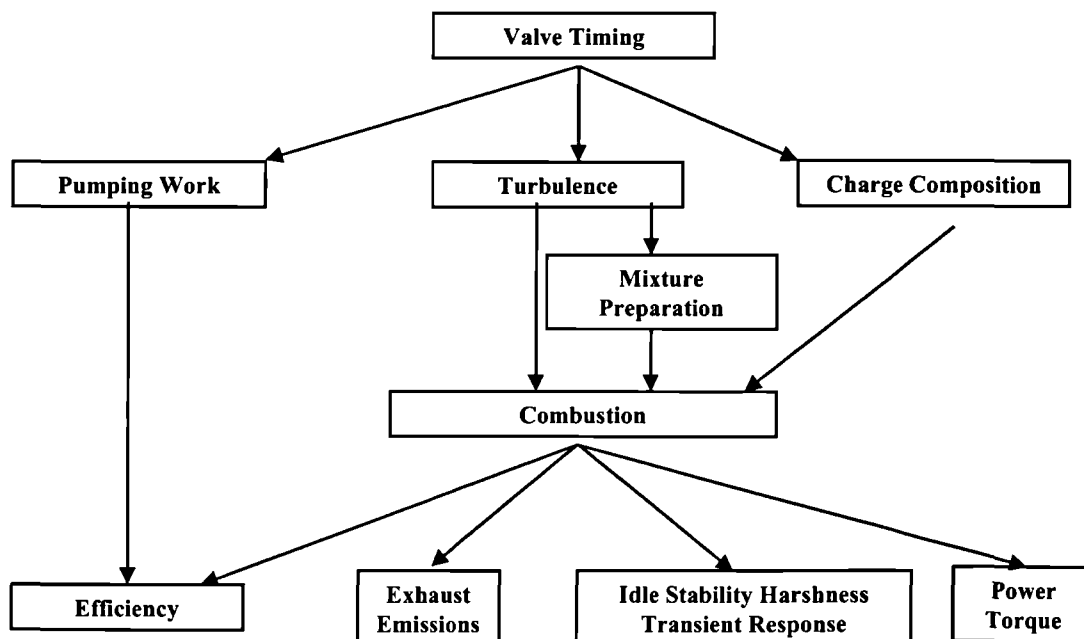 Valve Timing
Pumping Work
Turbulence
Charge Composition
Mixture
Preparation
Combustion
Efficiency
Exhaust
Emissions
Idle Stability Harshness
Transient Response
Power
Torque